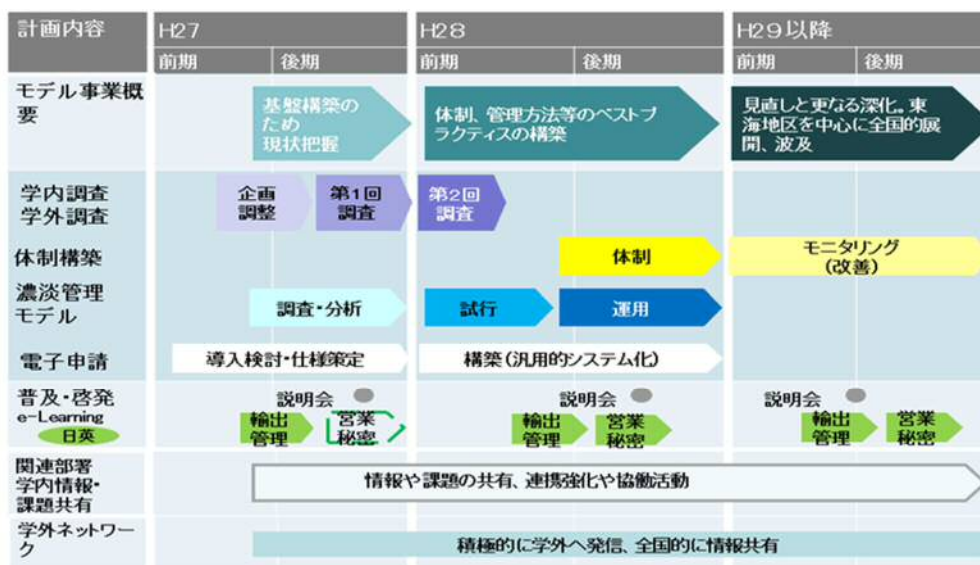 計画内容 H27 H28 H29以降
前期 後期 前期 後期 前期 後期
モデル事業概
要
基盤構築の
ため
現状把握
体制、管理方法等のベストプ
ラクティスの構築
見直しと更なる深化。東
海地区を中心に全国的展
開、波及
学内調査
学外調査
企画
調整
第1回
調査
第2回
調査
体制構築
体制
モニタリング
(改善)
濃淡管理
モデル
調査・分析
試行
運用
電子申請
導入検討・仕様策定
構築(汎用的システム化)
普及・啓発
e-Learning
日英
説明会
輸出
管理
営業
秘密
説明会
輸出
管理
営業
秘密
説明会
輸出
管理
営業
秘密
関連部署
学内情報・
課題共有
情報や課題の共有、連携強化や協働活動
学外ネットワー
ク
積極的に学外へ発信、全国的に情報共有